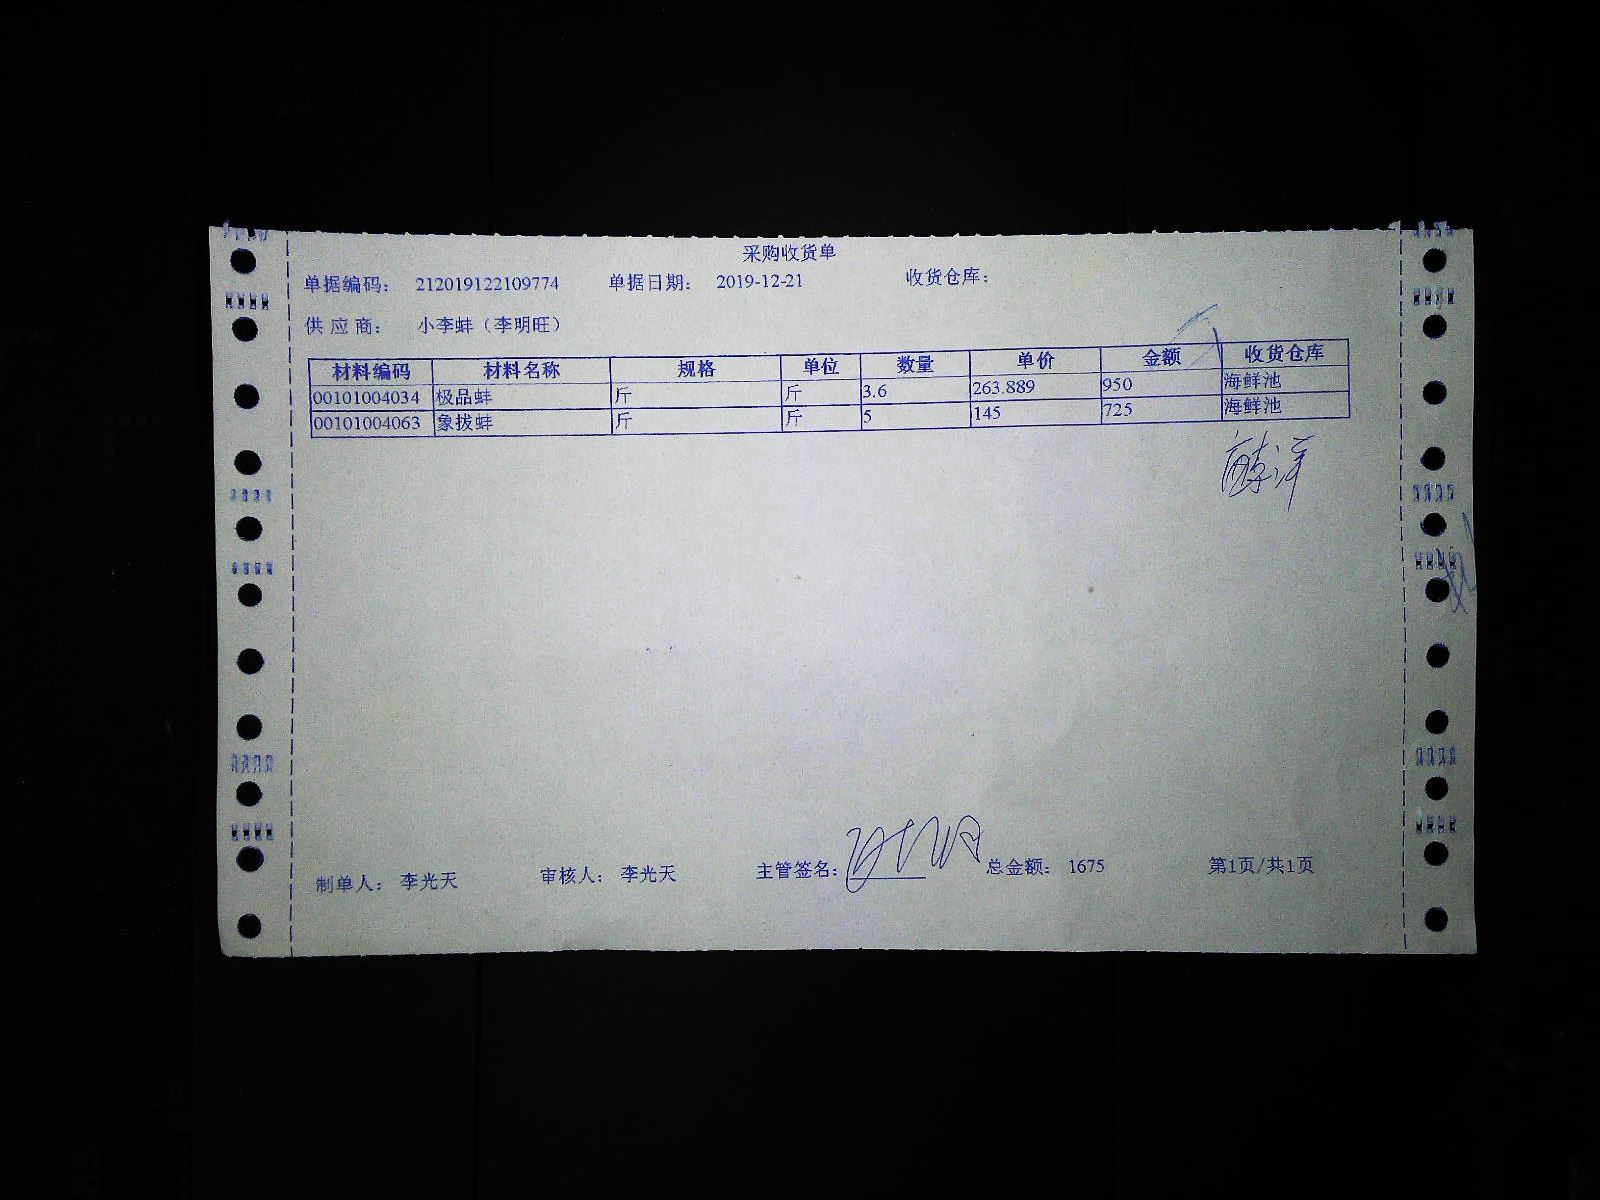 采购收货单
单据编码： 212019122109774 单据日期： 2019-12-21 收货仓库：
供应商： 小李蚌（李明旺）
材料编码 材料名称 规格 单位 数量 单价 金额 收货仓库
00101004034 极品蚌 斤 斤 3.6 263.889 950 海鲜池
00101004063 象拔蚌 斤 斤 5 145 725 海鲜池
制单人： 李光天 审核人： 李光天 主管签名： 总金额： 1675 第1页/共1页